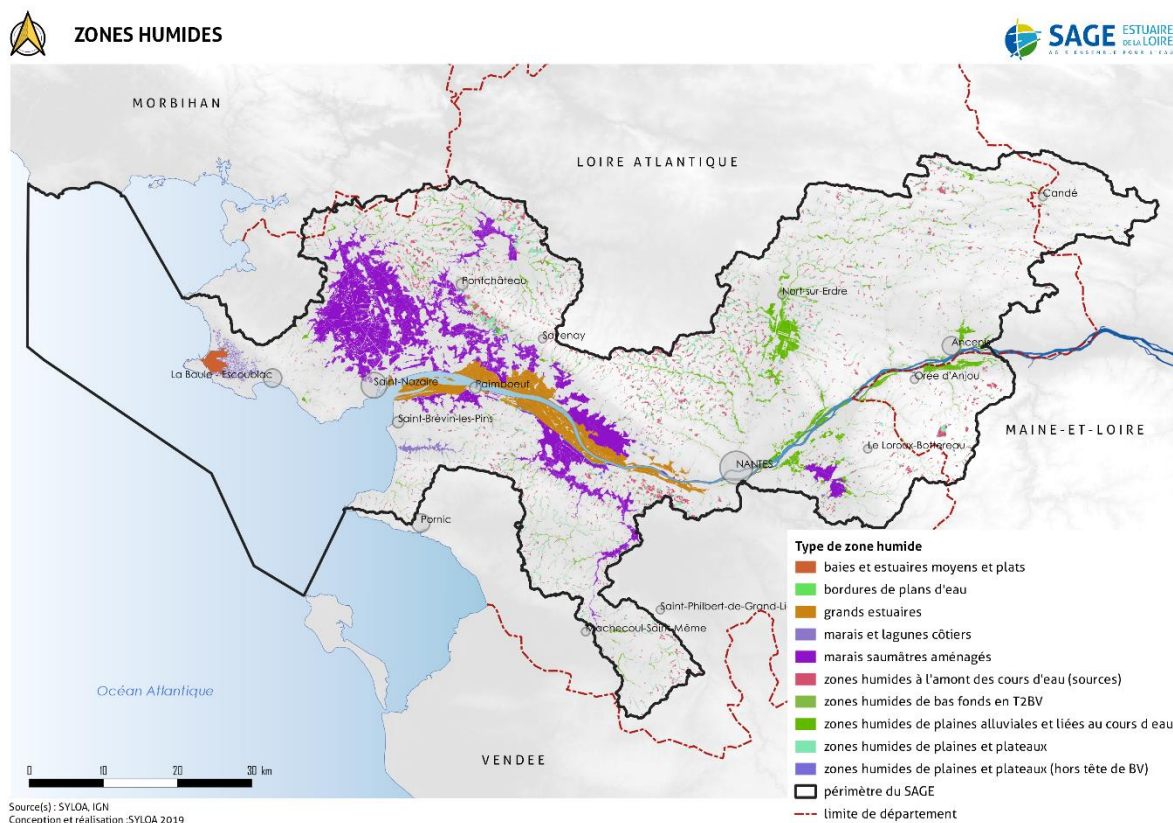 ZONES HUMIDES
SAGE ESTUAIRE DE LA LOIRE
MORBIHAN
LOIRE ATLANTIQUE
Candé
Pontchâteau
Nort-sur-Erdre
Savenay
Ancenis
La Baule - Escoublac
Saint-Nazaire
Paimboeuf
Orée d'Anjou
Saint-Brévin-les-Pins
MAINE-ET-LOIRE
Le Loroux-Bottereau
NANTES
Pornic
Saint-Philbert-de-Grand-Li
Machecoul-Saint-Même
Océan Atlantique
VENDEE
Type de zone humide
baies et estuaires moyens et plats
bordures de plans d'eau
grands estuaires
marais et lagunes côtiers
marais saumâtres aménagés
zones humides à l'amont des cours d'eau (sources)
zones humides de bas fonds en T2BV
zones humides de plaines alluviales et liées au cours d eau
zones humides de plaines et plateaux
zones humides de plaines et plateaux (hors tête de BV)
périmètre du SAGE
limite de département
0 10 20 30 km
Source(s) : SYLOA, IGN
Conception et réalisation :SYLOA 2019